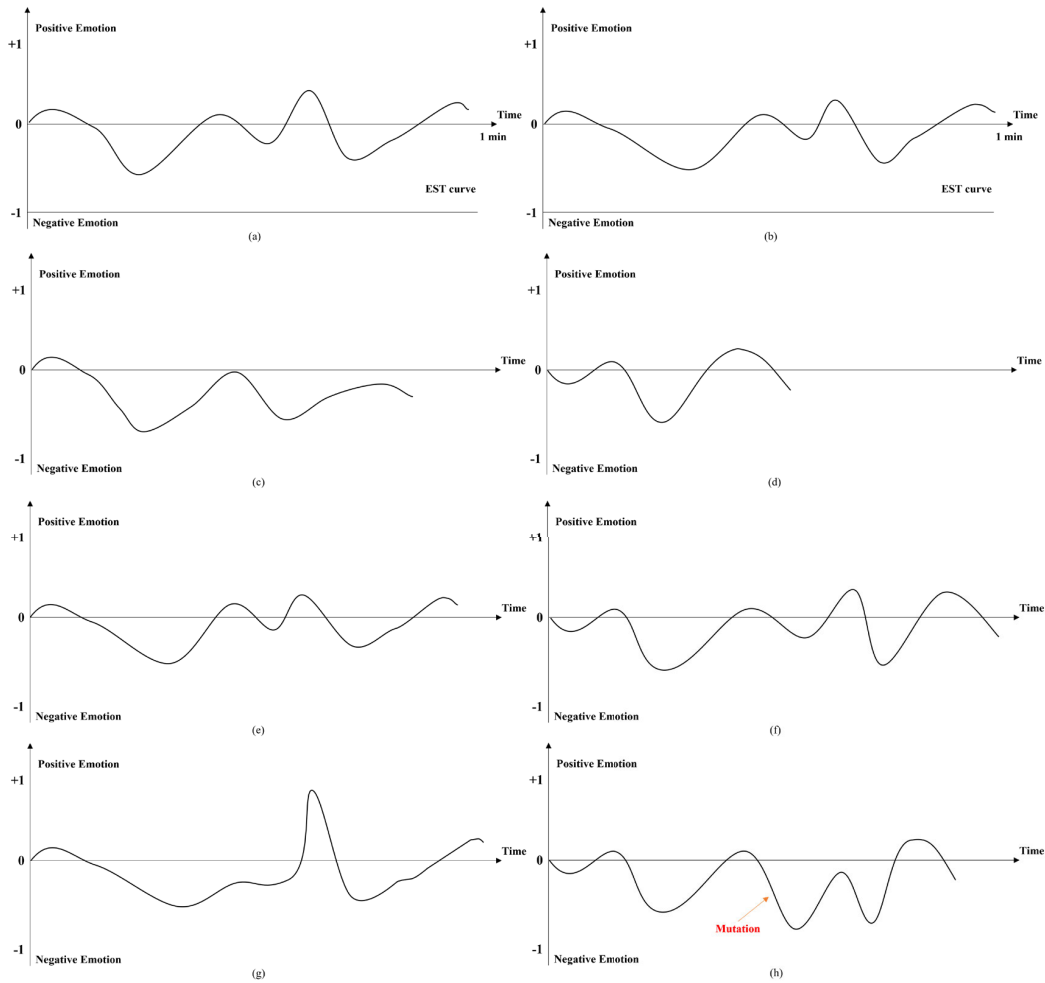 Positive Emotion
+1
0
Time
1 min
EST curve
-1
Negative Emotion
(a)
Positive Emotion
+1
0
Time
1 min
EST curve
-1
Negative Emotion
(b)
Positive Emotion
+1
0
Time
-1
Negative Emotion
(c)
Positive Emotion
+1
0
Time
-1
Negative Emotion
(d)
Positive Emotion
+1
0
Time
-1
Negative Emotion
(e)
Positive Emotion
+1
0
Time
-1
Negative Emotion
(f)
Positive Emotion
+1
0
Time
-1
Negative Emotion
(g)
Positive Emotion
+1
0
Time
Mutation
-1
Negative Emotion
(h)